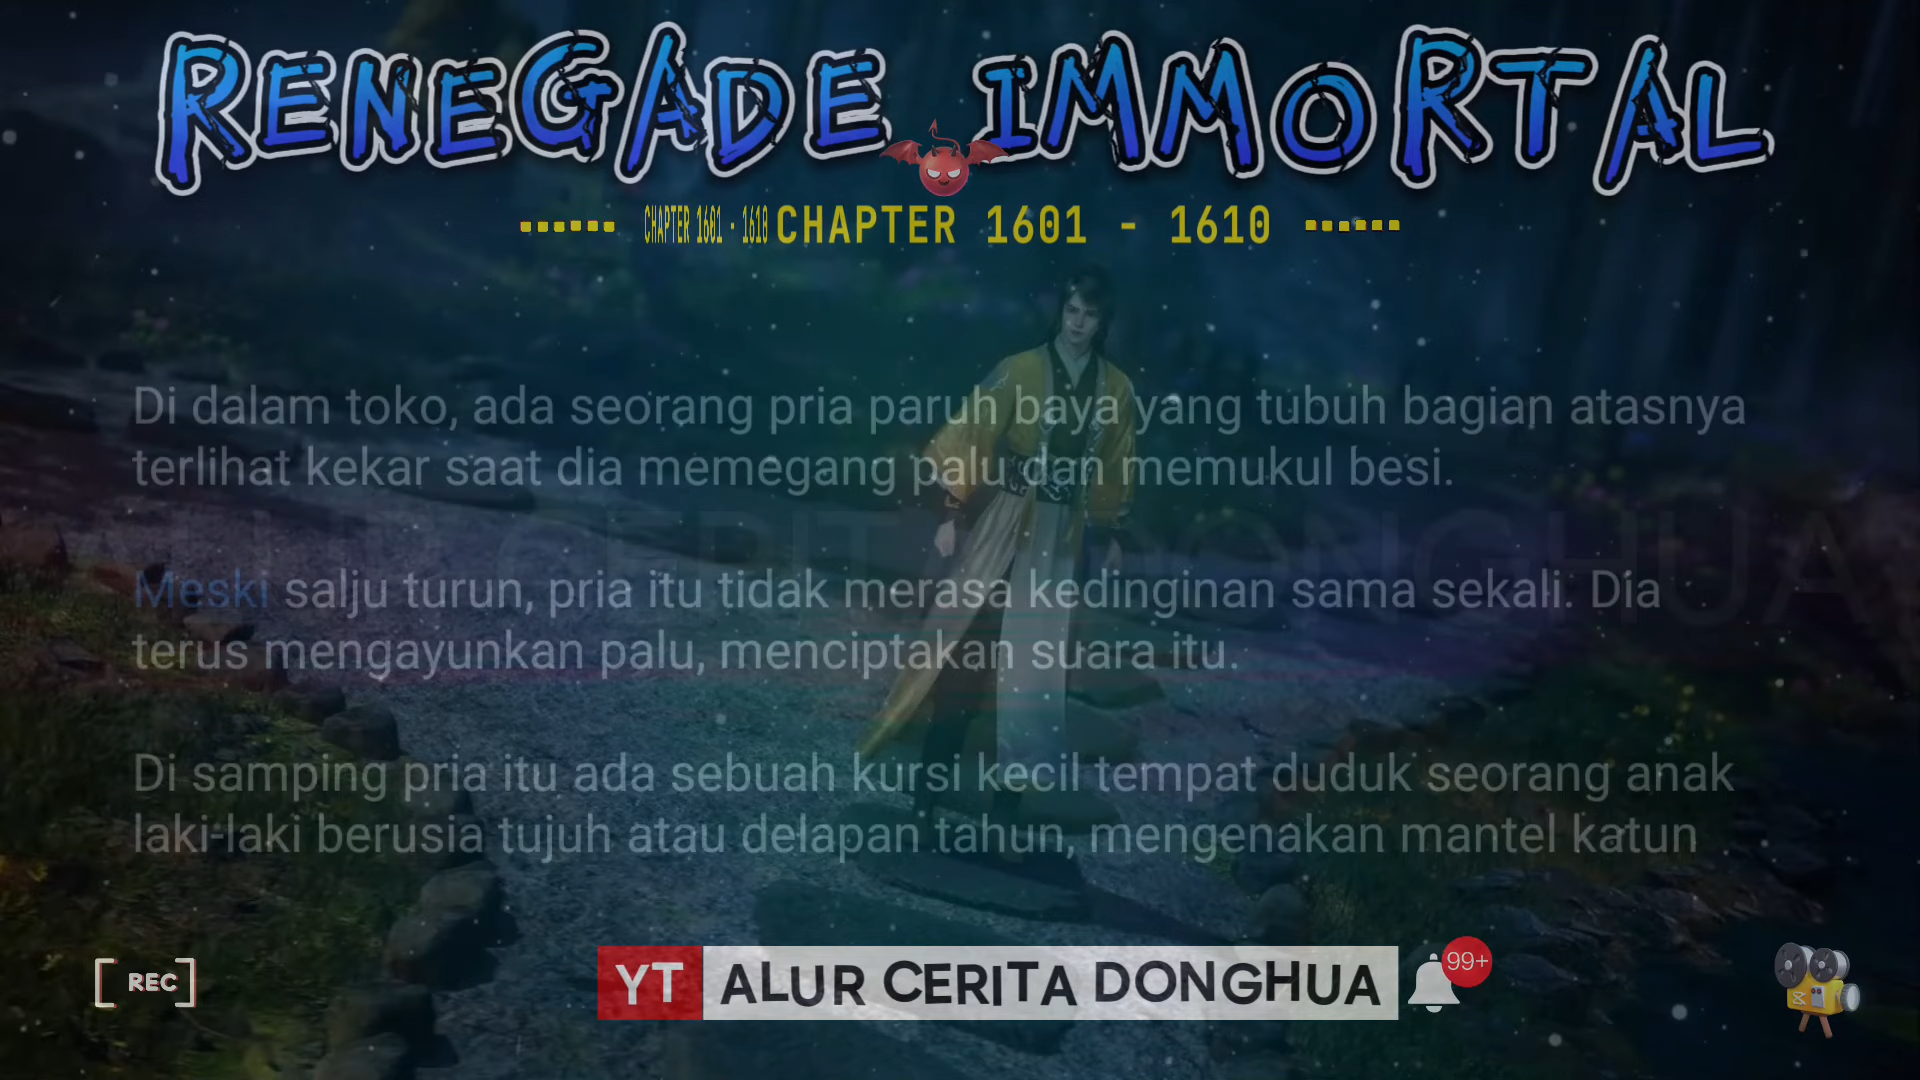 RENEGADE IMMORTAL
CHAPTER 1601 - 1610 CHAPTER 1601 - 1610
Di dalam toko, ada seorang pria paruh baya yang tubuh bagian atasnya
terlihat kekar saat dia memegang palu dan memukul besi.
Meski salju turun, pria itu tidak merasa kedinginan sama sekali. Dia
terus mengayunkan palu, menciptakan suara itu.
Di samping pria itu ada sebuah kursi kecil tempat duduk seorang anak
laki-laki berusia tujuh atau delapan tahun, mengenakan mantel katun
[ REC ]
YT ALUR CERITA DONGHUA 99+